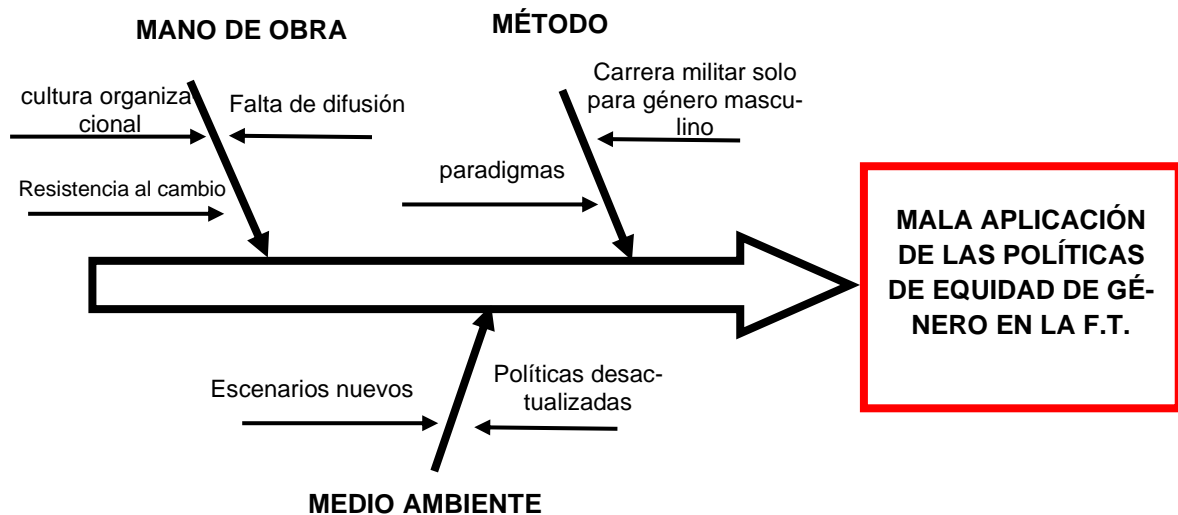 MANO DE OBRA
MÉTODO
cultura organiza
cional
Falta de difusión
Resistencia al cambio
Carrera militar solo
para género mascu-
lino
paradigmas
MALA APLICACIÓN
DE LAS POLÍTICAS
DE EQUIDAD DE GÉ-
NERO EN LA F.T.
Escenarios nuevos
Políticas desac-
tualizadas
MEDIO AMBIENTE